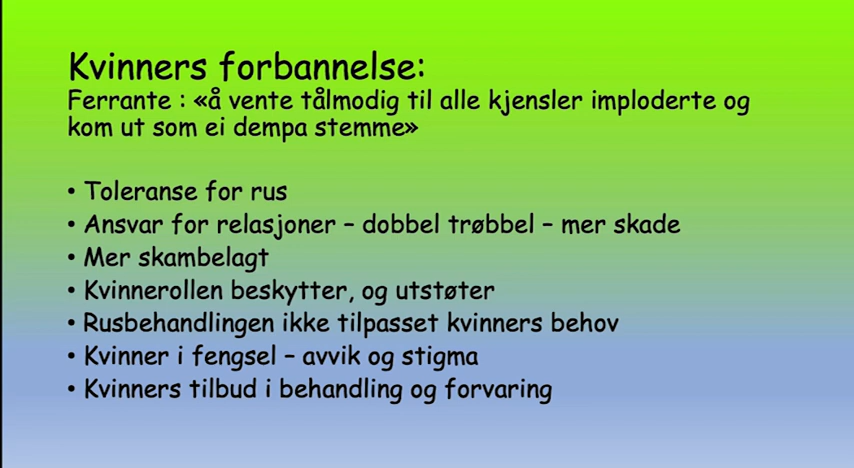 Kvinners forbannelse:
Ferrante : «å vente tålmodig til alle kjensler imploderte og
kom ut som ei dempa stemme»
• Toleranse for rus
• Ansvar for relasjoner – dobbel trøbbel – mer skade
• Mer skambelagt
• Kvinnerollen beskytter, og utstøter
• Rusbehandlingen ikke tilpasset kvinners behov
• Kvinner i fengsel – avvik og stigma
• Kvinners tilbud i behandling og forvaring